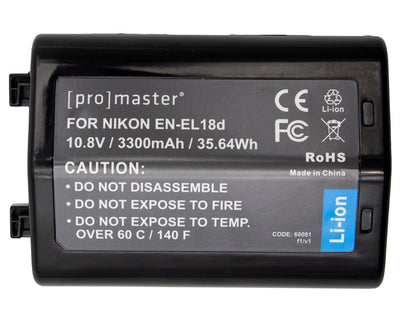 [pro]master®
FOR NIKON EN-EL18d
10.8V / 3300mAh / 35.64Wh
CE
Li-ion
FC
RoHS
Made in China
CAUTION:
• DO NOT DISASSEMBLE
• DO NOT EXPOSE TO FIRE
• DO NOT EXPOSE TO TEMP.
OVER 60 C / 140 F
CODE: 60081
f1/v1
Li-ion